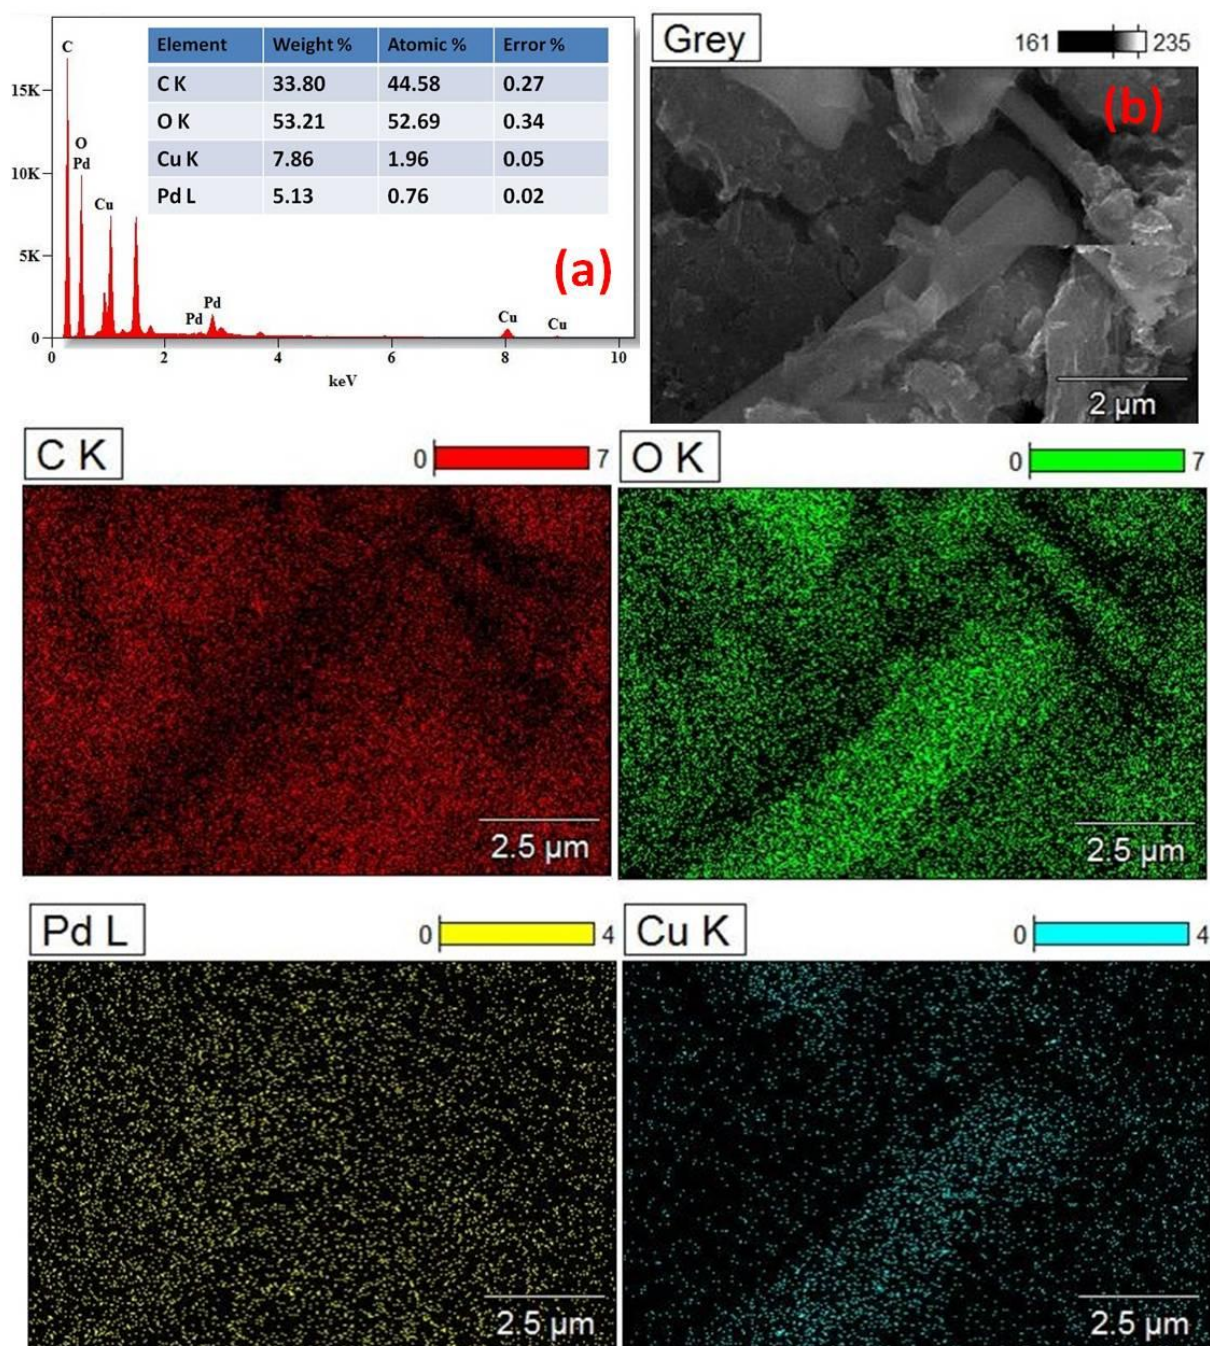 Element Weight % Atomic % Error %
C K 33.80 44.58 0.27
O K 53.21 52.69 0.34
Cu K 7.86 1.96 0.05
Pd L 5.13 0.76 0.02
C
O
Pd
Cu
Pd
Pd
Cu
Cu
15K
10K
5K
0
0 2 4 6 8 10
keV
(a)
Grey 161 235
(b)
2 µm
C K 0 7
2.5 µm
O K 0 7
2.5 µm
Pd L 0 4
2.5 µm
Cu K 0 4
2.5 µm